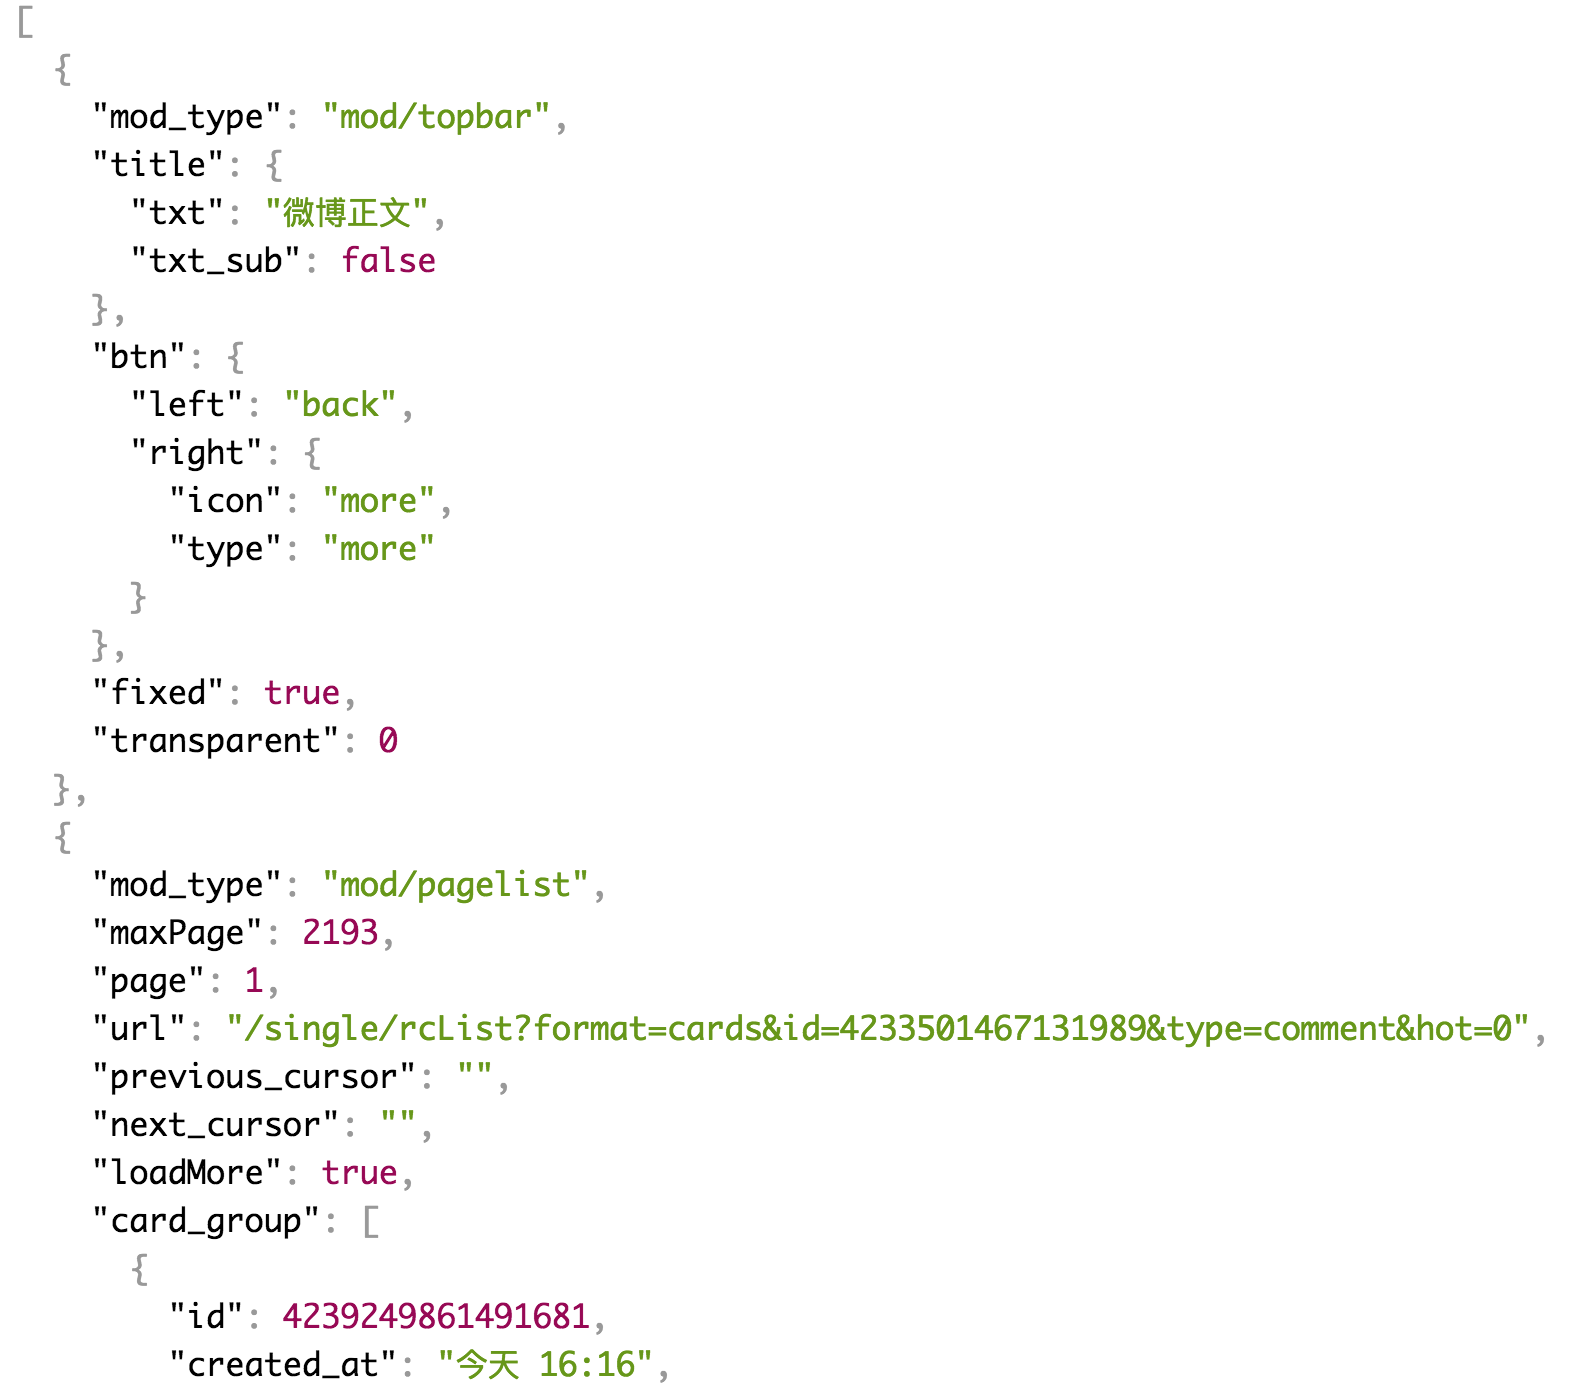 [
  {
    "mod_type": "mod/topbar",
    "title": {
      "txt": "微博正文",
      "txt_sub": false
    },
    "btn": {
      "left": "back",
      "right": {
        "icon": "more",
        "type": "more"
      }
    },
    "fixed": true,
    "transparent": 0
  },
  {
    "mod_type": "mod/pagelist",
    "maxPage": 2193,
    "page": 1,
    "url": "/single/rcList?format=cards&id=4233501467131989&type=comment&hot=0",
    "previous_cursor": "",
    "next_cursor": "",
    "loadMore": true,
    "card_group": [
      {
        "id": 4239249861491681,
        "created_at": "今天 16:16",